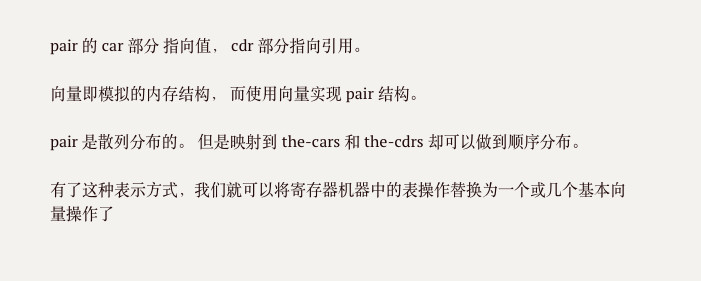 pair 的 car 部分 指向值， cdr 部分指向引用。
向量即模拟的内存结构， 而使用向量实现 pair 结构。
pair 是散列分布的。 但是映射到 the-cars 和 the-cdrs 却可以做到顺序分布。
有了这种表示方式，我们就可以将寄存器机器中的表操作替换为一个或几个基本向
量操作了